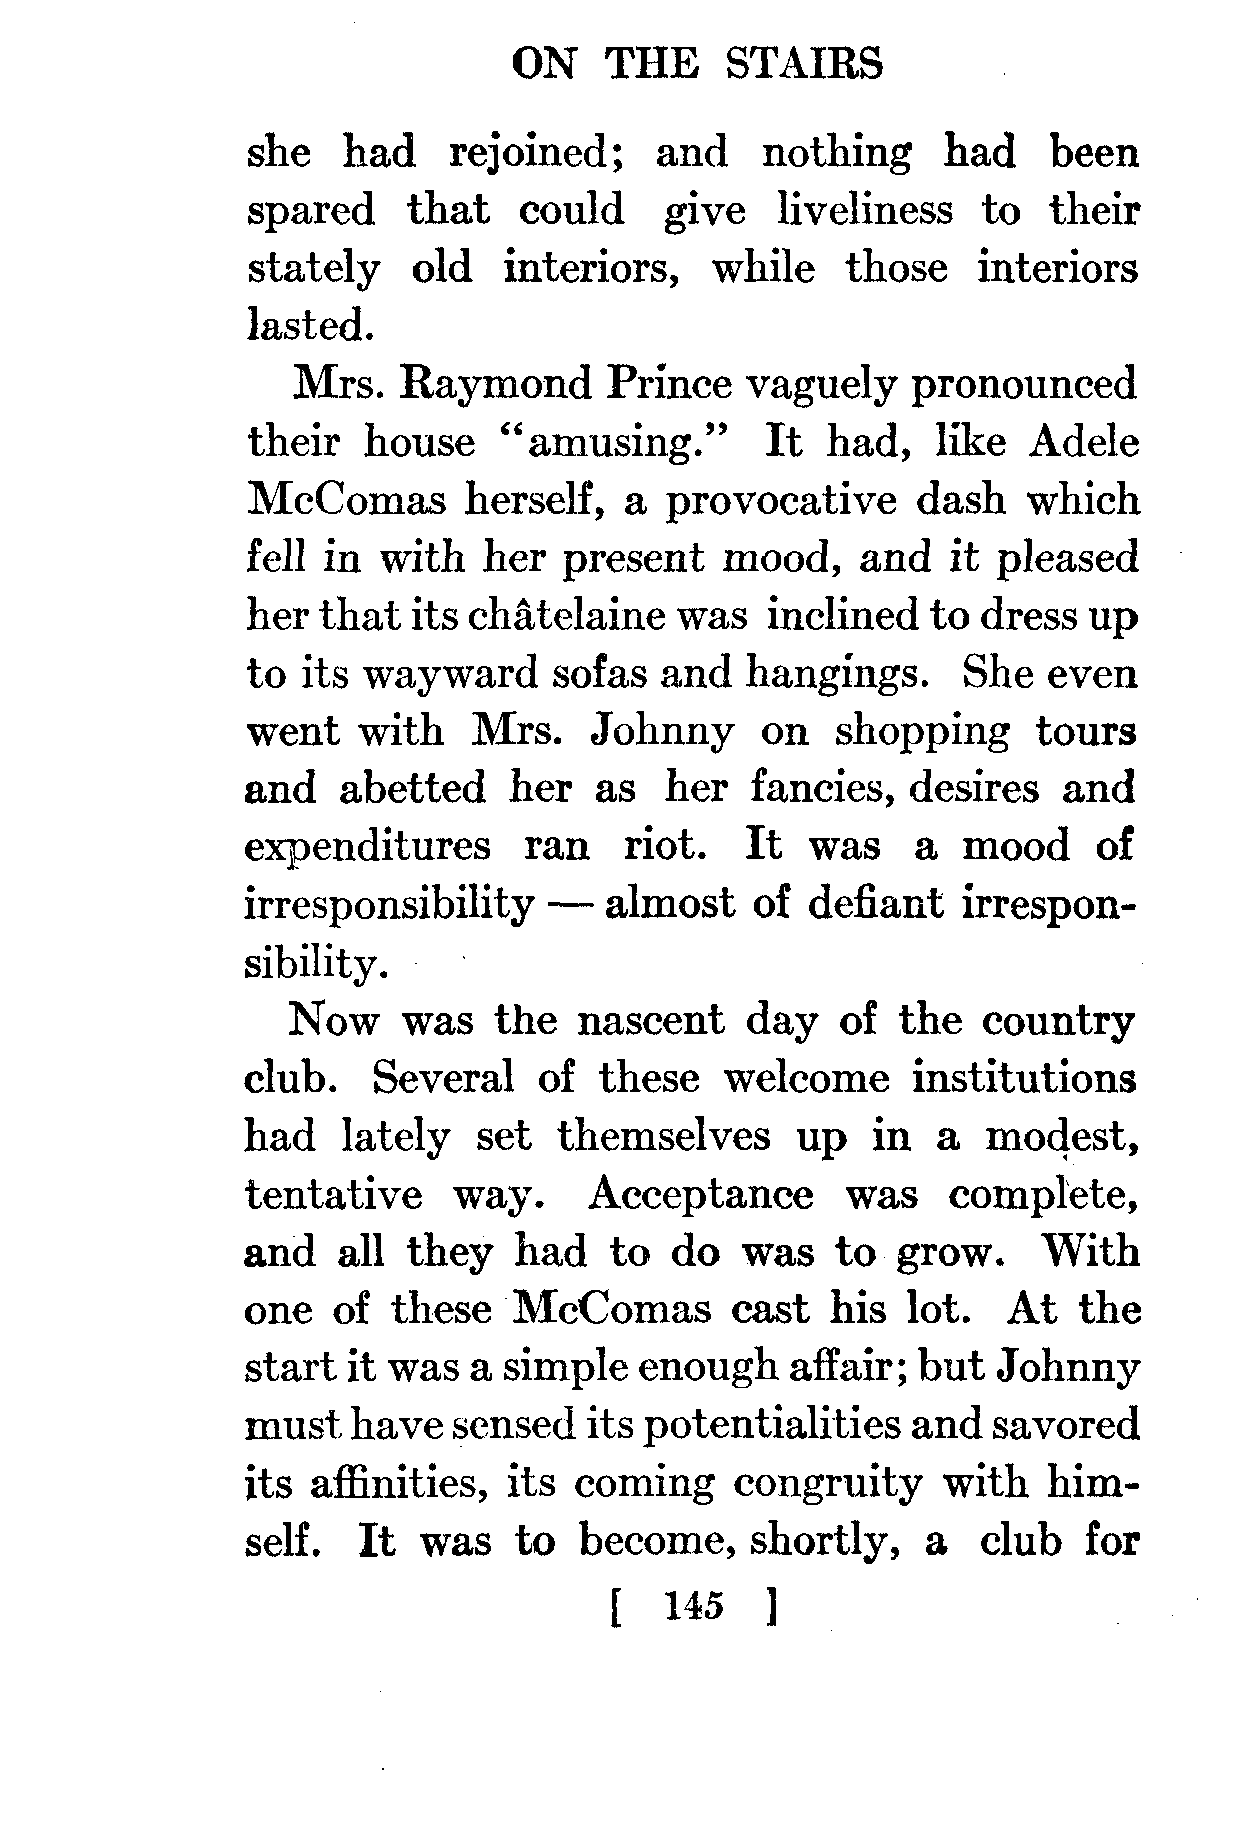 ON THE STAIRS
she had rejoined; and nothing had been
spared that could give liveliness to their
stately old interiors, while those interiors
lasted.
Mrs. Raymond Prince vaguely pronounced
their house “amusing.” It had, like Adele
McComas herself, a provocative dash which
fell in with her present mood, and it pleased
her that its châtelaine was inclined to dress up
to its wayward sofas and hangings. She even
went with Mrs. Johnny on shopping tours
and abetted her as her fancies, desires and
expenditures ran riot. It was a mood of
irresponsibility — almost of defiant irrespon-
sibility.
Now was the nascent day of the country
club. Several of these welcome institutions
had lately set themselves up in a modest,
tentative way. Acceptance was complete,
and all they had to do was to grow. With
one of these McComas cast his lot. At the
start it was a simple enough affair; but Johnny
must have sensed its potentialities and savored
its affinities, its coming congruity with him-
self. It was to become, shortly, a club for
[ 145 ]